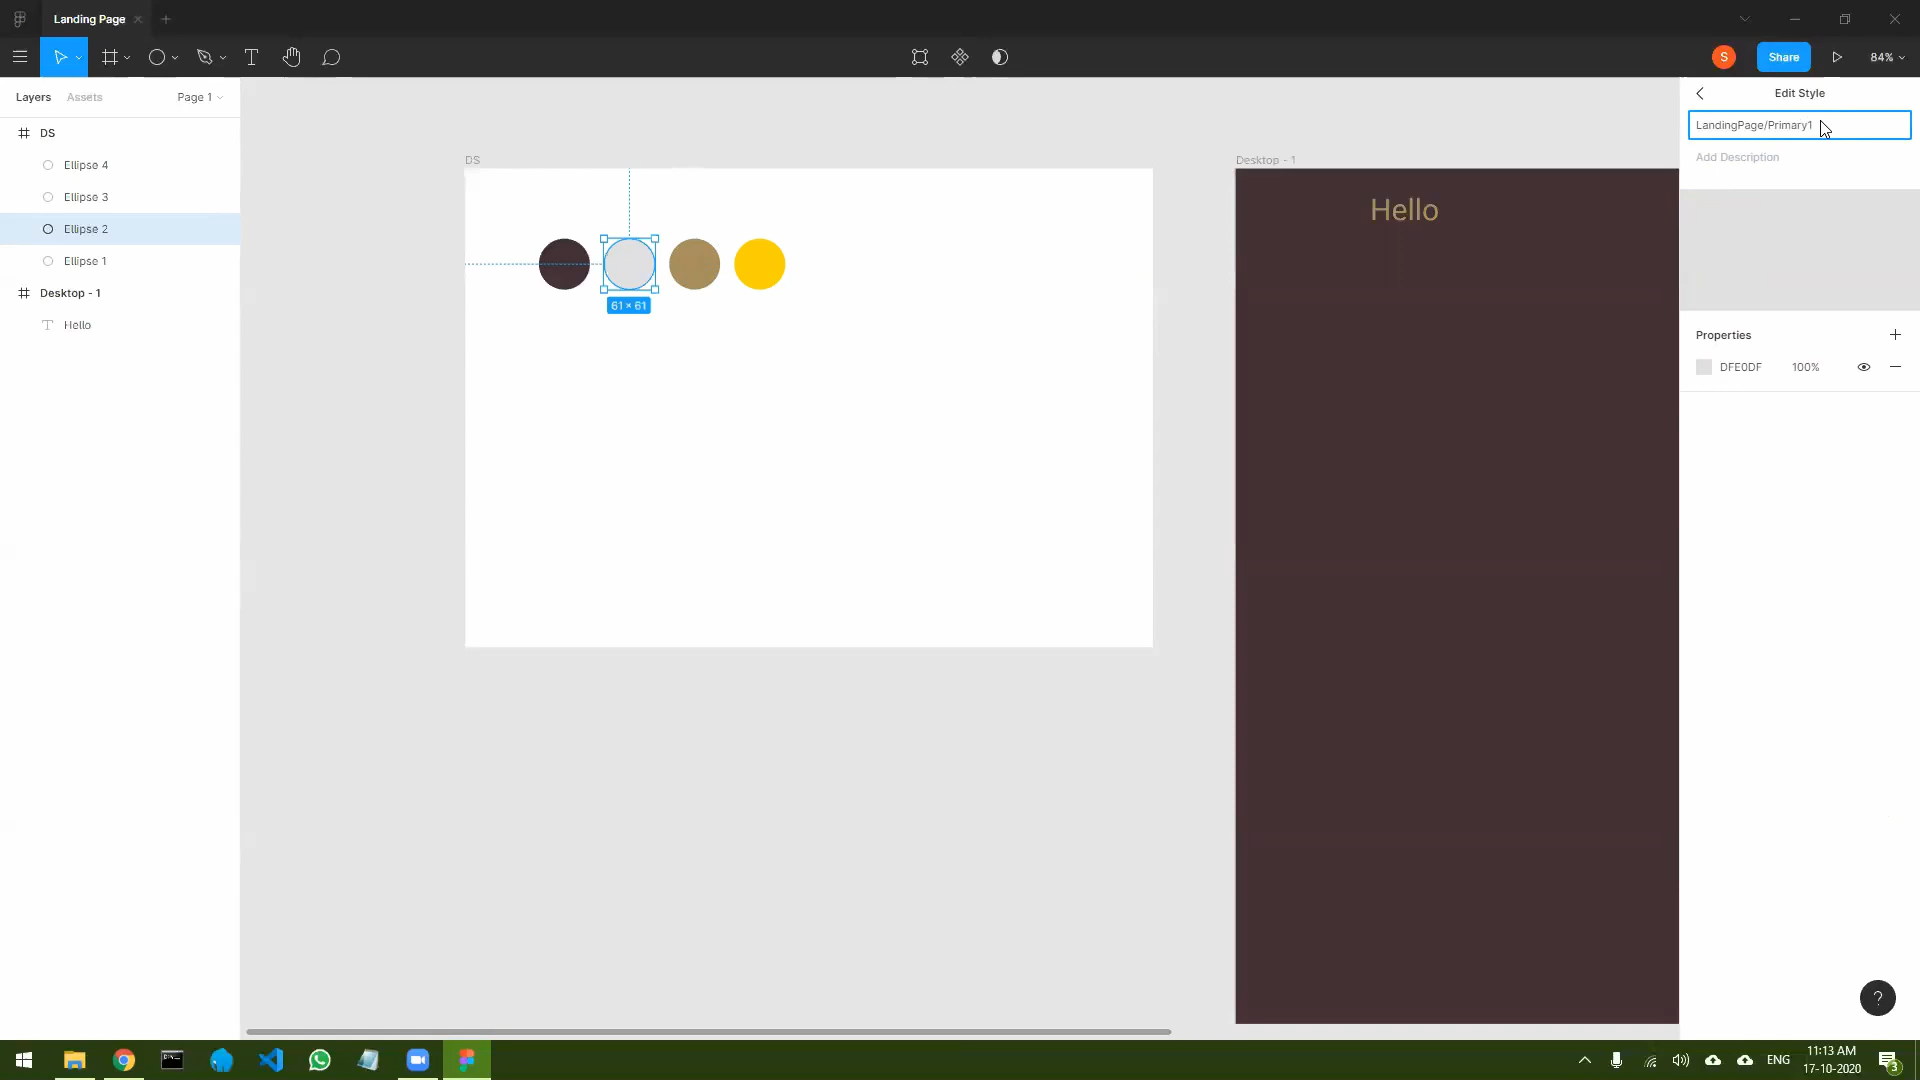 Landing Page
S
Share
84%
Layers
Assets
Page 1
Edit Style
LandingPage/Primary1
Add Description
DS
Ellipse 4
Ellipse 3
Ellipse 2
Ellipse 1
Desktop - 1
Hello
DS
61 × 61
Desktop - 1
Hello
Properties
DFE0DF
100%
?
ENG
11:13 AM
17-10-2020
3